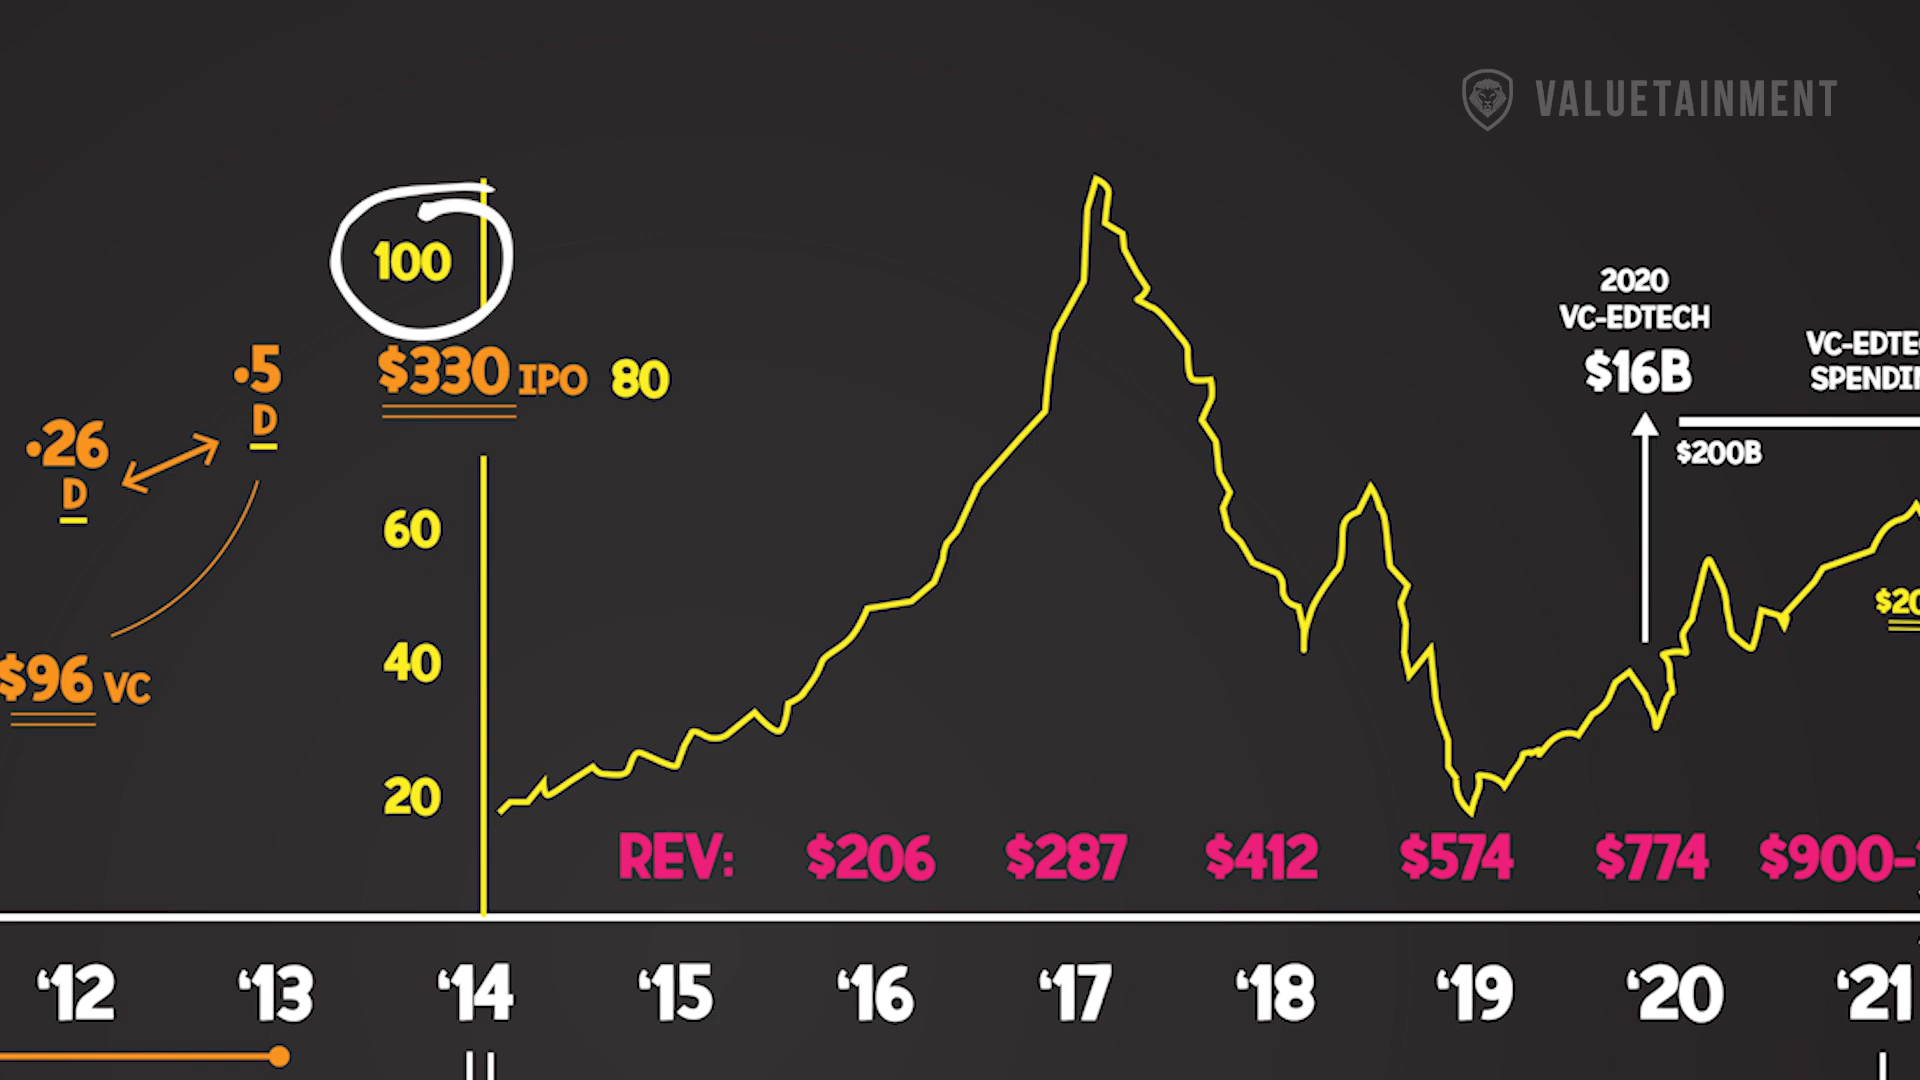 VALUETAINMENT
100
2020
VC-EDTECH
$16B
•5
D
$330 IPO 80
•26
D
$200B
60
40
$96 VC
20
REV: $206 $287 $412 $574 $774 $900-
‘12 ‘13 ‘14 ‘15 ‘16 ‘17 ‘18 ‘19 ‘20 ‘21